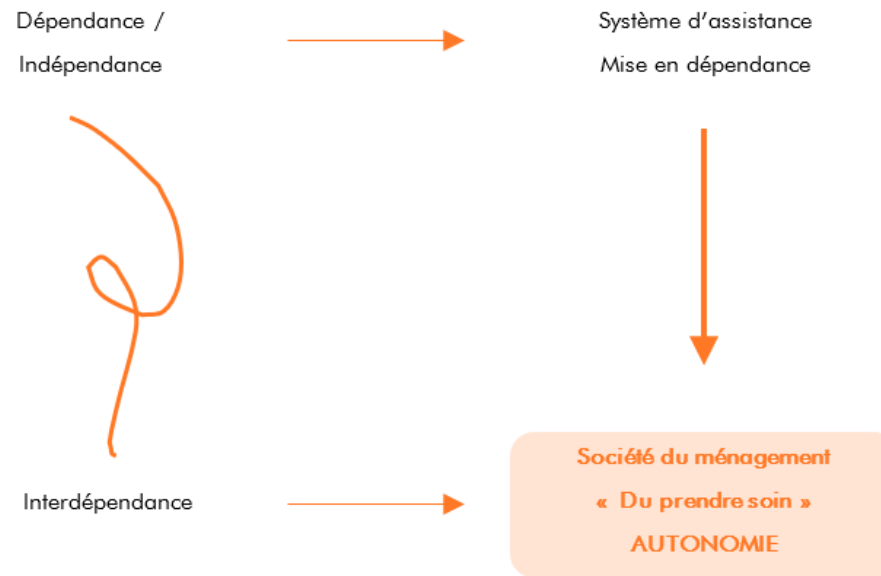 Dépendance /
Indépendance
Système d'assistance
Mise en dépendance
Interdépendance
Société du ménagement
« Du prendre soin »
AUTONOMIE